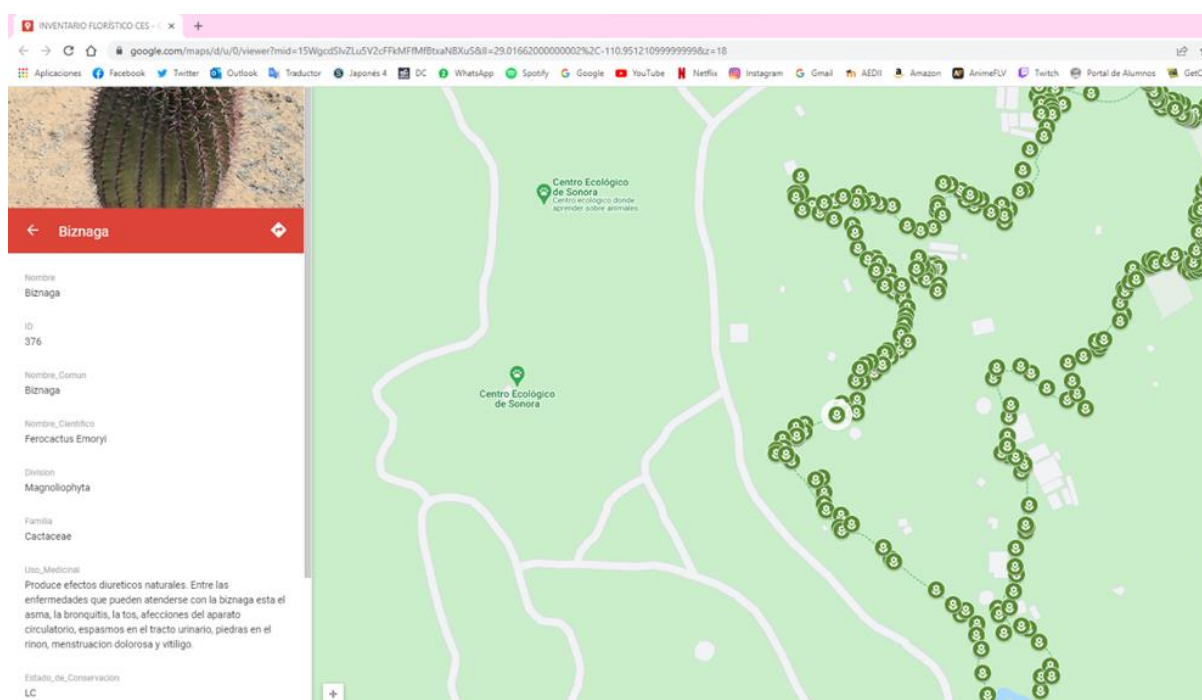 INVENTARIO FLORÍSTICO CES - C
google.com/maps/d/u/0/viewer?mid=15WgcdSIvZLu5V2cFFkMFfMfBtxaNBXuS&ll=29.01662000000002%2C-110.95121099999999&z=18
Aplicaciones Facebook Twitter Outlook Traductor Japonés 4 DC WhatsApp Spotify Google YouTube Netflix Instagram Gmail AEDII Amazon AnimeFLV Twitch Portal de Alumnos GetC
Biznaga
Nombre
Biznaga
ID
376
Nombre_Comun
Biznaga
Nombre_Cientifico
Ferocactus Emoryi
Division
Magnoliophyta
Familia
Cactaceae
Uso_Medicinal
Produce efectos diureticos naturales. Entre las
enfermedades que pueden atenderse con la biznaga esta el
asma, la bronquitis, la tos, afecciones del aparato
circulatorio, espasmos en el tracto urinario, piedras en el
rinon, menstruacion dolorosa y vitiligo.
Estado_de_Conservacion
LC
Centro Ecológico
de Sonora
Centro ecológico donde
aprender sobre animales
Centro Ecológico
de Sonora